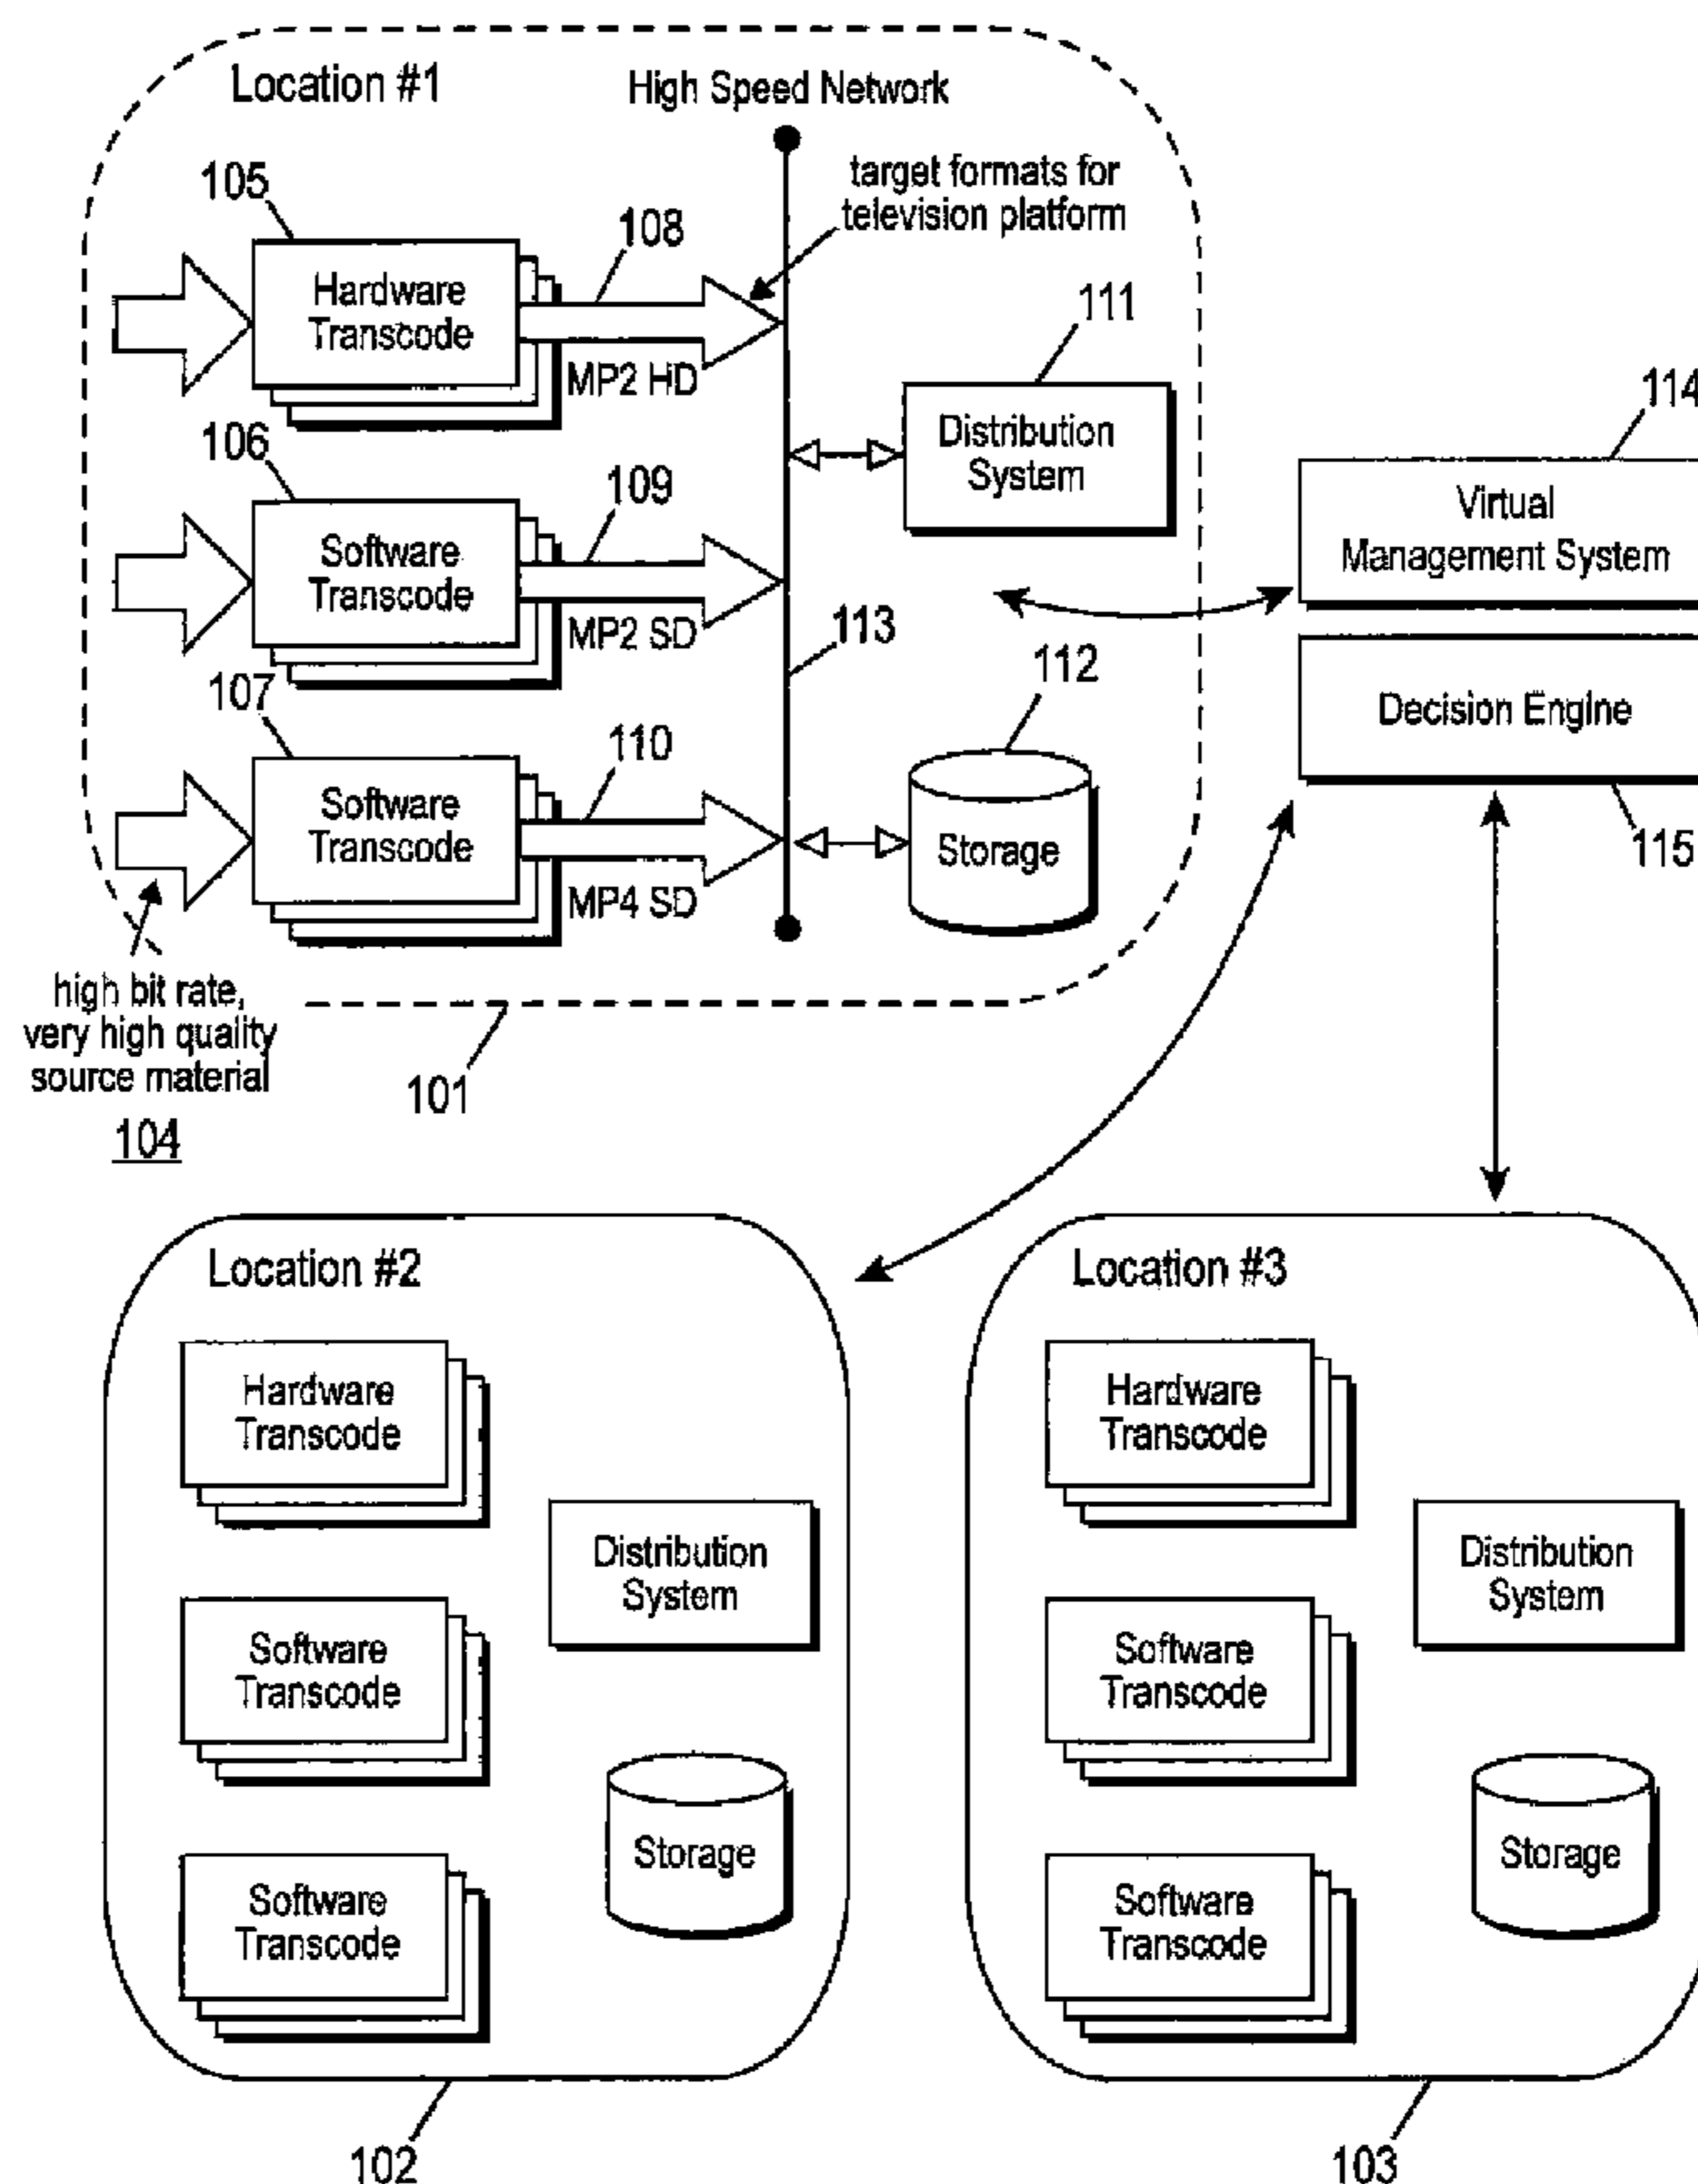 Location #1
High Speed Network
target formats for
television platform
105
108
Hardware
Transcode
MP2 HD
111
Distribution
System
106
109
Software
Transcode
MP2 SD
113
112
107
110
Software
Transcode
MP4 SD
Storage
114
Virtual
Management System
Decision Engine
115
high bit rate,
very high quality
source material
104
101
Location #2
Hardware
Transcode
Distribution
System
Software
Transcode
Storage
Software
Transcode
102
Location #3
Hardware
Transcode
Distribution
System
Software
Transcode
Storage
Software
Transcode
103